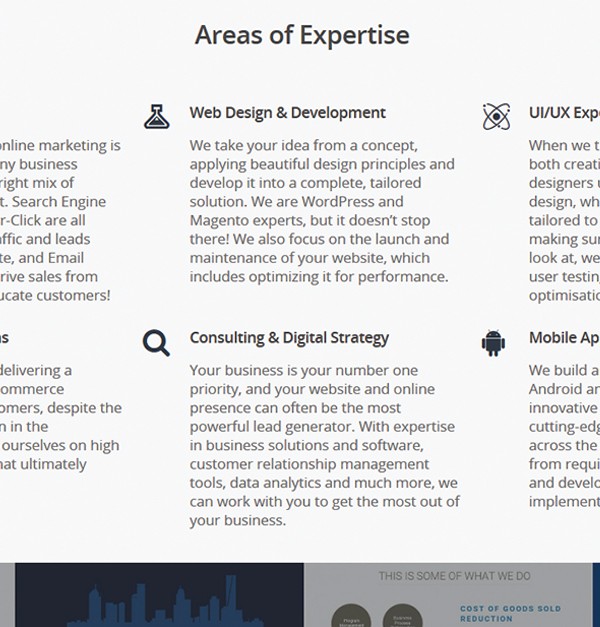 Areas of Expertise
online marketing is
ny business
right mix of
t. Search Engine
r-Click are all
affic and leads
te, and Email
rive sales from
ucate customers!
Web Design & Development
We take your idea from a concept,
applying beautiful design principles and
develop it into a complete, tailored
solution. We are WordPress and
Magento experts, but it doesn’t stop
there! We also focus on the launch and
maintenance of your website, which
includes optimizing it for performance.
UI/UX Exp
When we t
both creati
designers u
design, wh
tailored to
making sur
look at, we
user testin
optimisatio
s
delivering a
ommerce
omers, despite the
n in the
ourselves on high
hat ultimately
Consulting & Digital Strategy
Your business is your number one
priority, and your website and online
presence can often be the most
powerful lead generator. With expertise
in business solutions and software,
customer relationship management
tools, data analytics and much more, we
can work with you to get the most out of
your business.
Mobile Ap
We build a
Android an
innovative
cutting-edg
across the
from requi
and develo
implement
THIS IS SOME OF WHAT WE DO
COST OF GOODS SOLD
REDUCTION